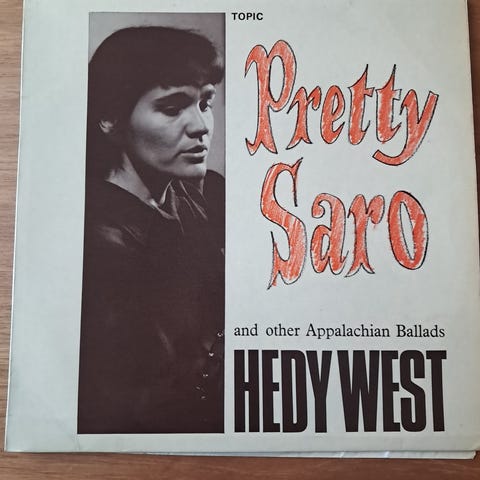 TOPIC
Pretty
Saro
and other Appalachian Ballads
HEDY WEST